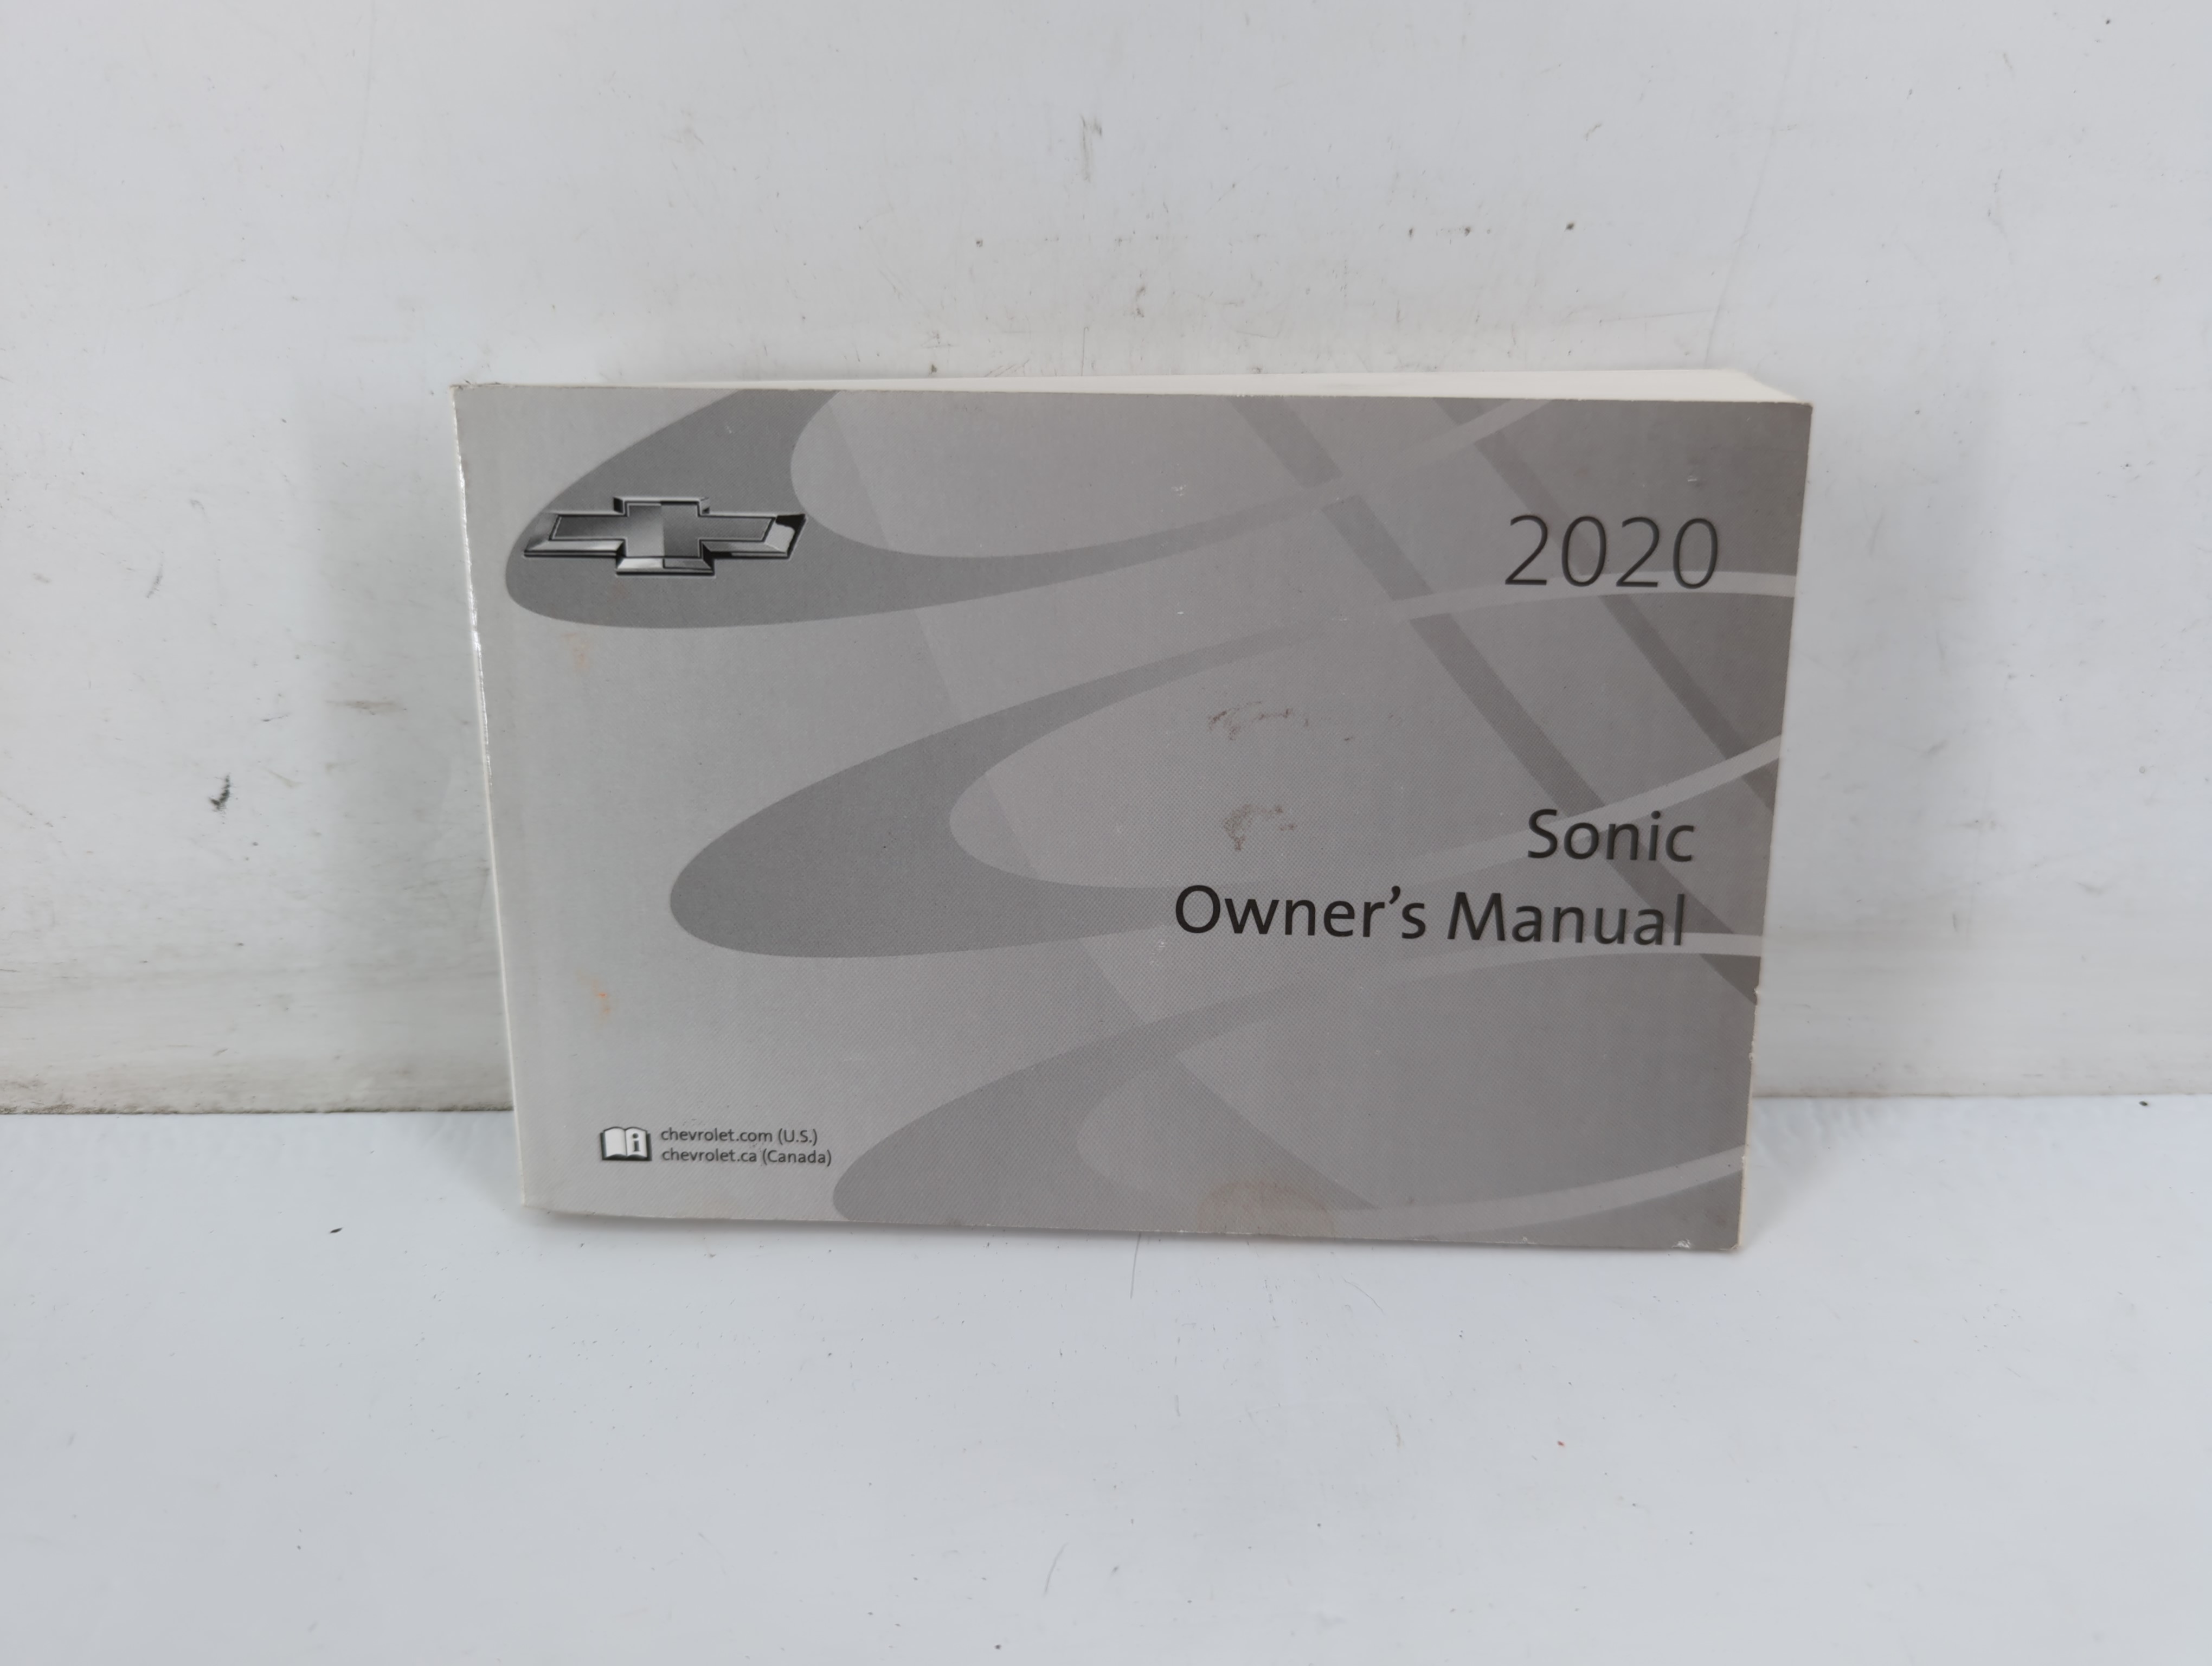 2020
Sonic
Owner's Manual
chevrolet.com (U.S.)
chevrolet.ca (Canada)